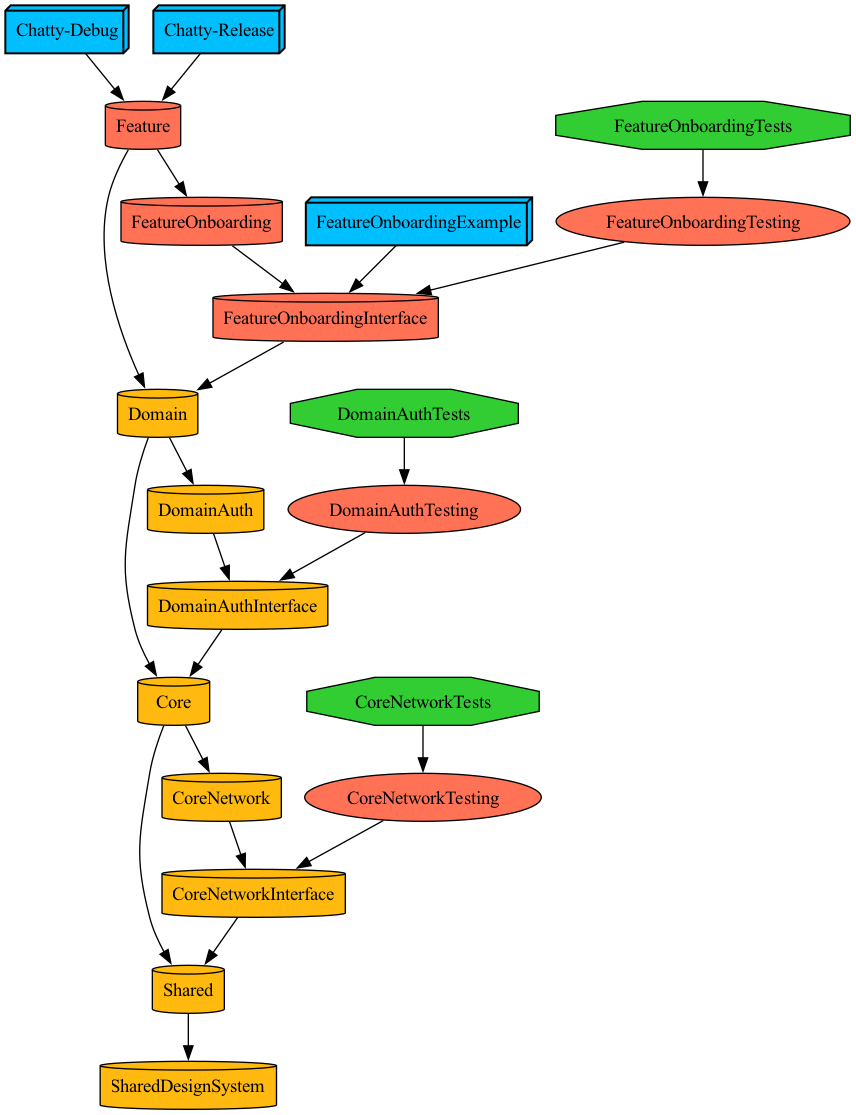 Chatty-Debug
Chatty-Release
Feature
FeatureOnboardingTests
FeatureOnboarding
FeatureOnboardingExample
FeatureOnboardingTesting
FeatureOnboardingInterface
Domain
DomainAuthTests
DomainAuth
DomainAuthTesting
DomainAuthInterface
Core
CoreNetworkTests
CoreNetwork
CoreNetworkTesting
CoreNetworkInterface
Shared
SharedDesignSystem